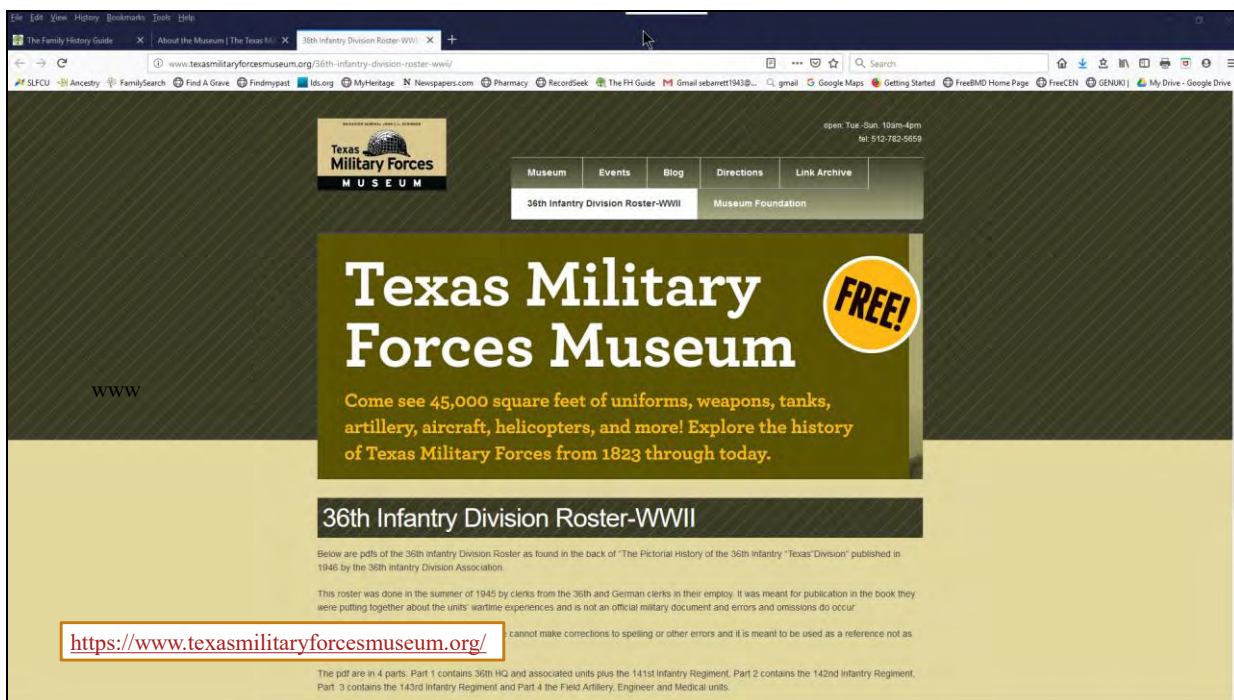 File Edit View History Bookmarks Tools Help
The Family History Guide × About the Museum | The Texas Mi × 36th Infantry Division Roster-WWI × +
www.texasmilitaryforcesmuseum.org/36th-infantry-division-roster-wwii/ Search
SLFCU Ancestry FamilySearch Find A Grave Findmypast lds.org MyHeritage Newspapers.com Pharmacy RecordSeek The FH Guide Gmail sebarrett1943@... gmail Google Maps Getting Started FreeBMD Home Page FreeCEN GENUKI | My Drive - Google Drive
open: Tue.-Sun. 10am-4pm
tel: 512-782-5659
Texas
Military Forces
MUSEUM
Museum Events Blog Directions Link Archive
36th Infantry Division Roster-WWII Museum Foundation
Texas Military
Forces Museum
FREE!
Come see 45,000 square feet of uniforms, weapons, tanks,
artillery, aircraft, helicopters, and more! Explore the history
of Texas Military Forces from 1823 through today.
www
36th Infantry Division Roster-WWII
Below are pdfs of the 36th Infantry Division Roster as found in the back of "The Pictorial History of the 36th Infantry "Texas"Division" published in
1946 by the 36th Infantry Division Association.
This roster was done in the summer of 1945 by clerks from the 36th and German clerks in their employ. It was meant for publication in the book they
were putting together about the units' wartime experiences and is not an official military document and errors and omissions do occur
cannot make corrections to spelling or other errors and it is meant to be used as a reference not as
https://www.texasmilitaryforcesmuseum.org/
The pdf are in 4 parts. Part 1 contains 36th HQ and associated units plus the 141st Infantry Regiment, Part 2 contains the 142nd Infantry Regiment,
Part 3 contains the 143rd Infantry Regiment and Part 4 the Field Artillery, Engineer and Medical units.